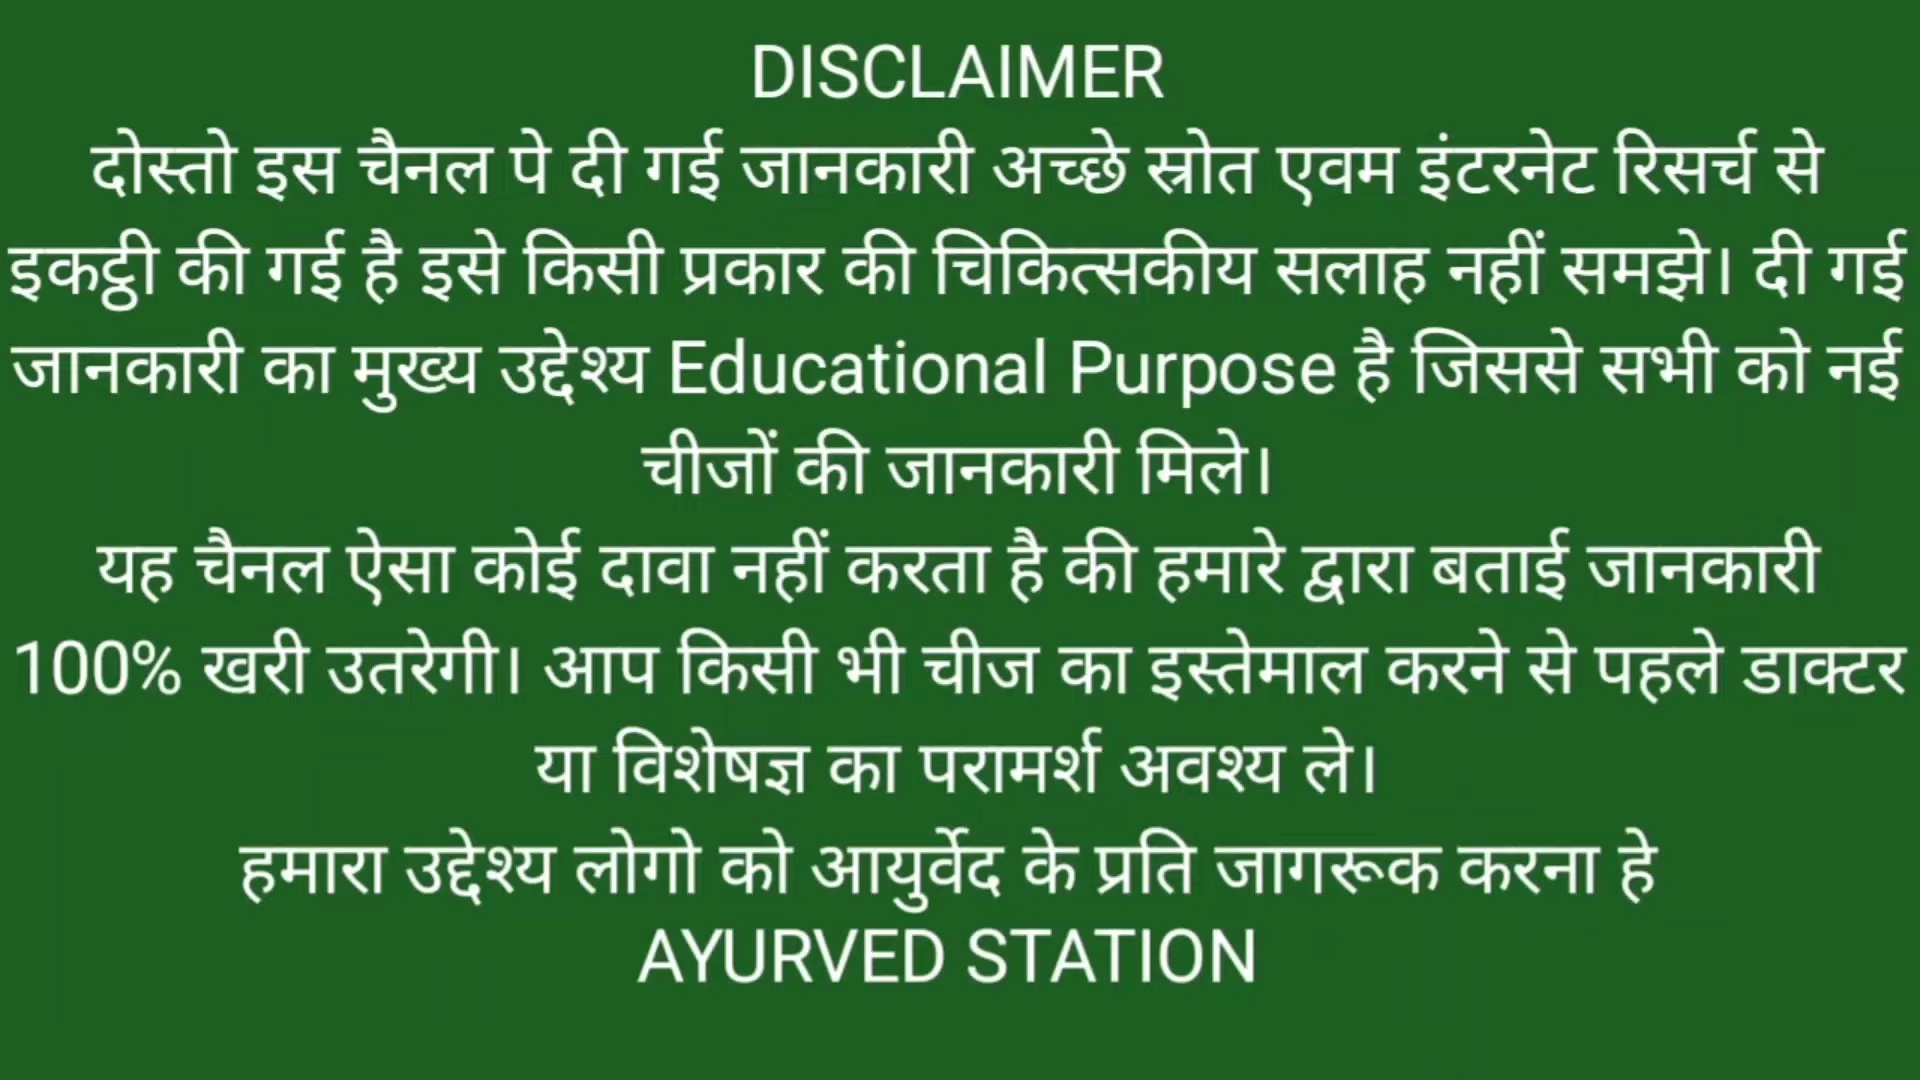 DISCLAIMER
दोस्तो इस चैनल पे दी गई जानकारी अच्छे स्रोत एवम इंटरनेट रिसर्च से
इकट्ठी की गई है इसे किसी प्रकार की चिकित्सकीय सलाह नहीं समझे। दी गई
जानकारी का मुख्य उद्देश्य Educational Purpose है जिससे सभी को नई
चीजों की जानकारी मिले।
यह चैनल ऐसा कोई दावा नहीं करता है की हमारे द्वारा बताई जानकारी
100% खरी उतरेगी। आप किसी भी चीज का इस्तेमाल करने से पहले डाक्टर
या विशेषज्ञ का परामर्श अवश्य ले।
हमारा उद्देश्य लोगो को आयुर्वेद के प्रति जागरूक करना हे
AYURVED STATION